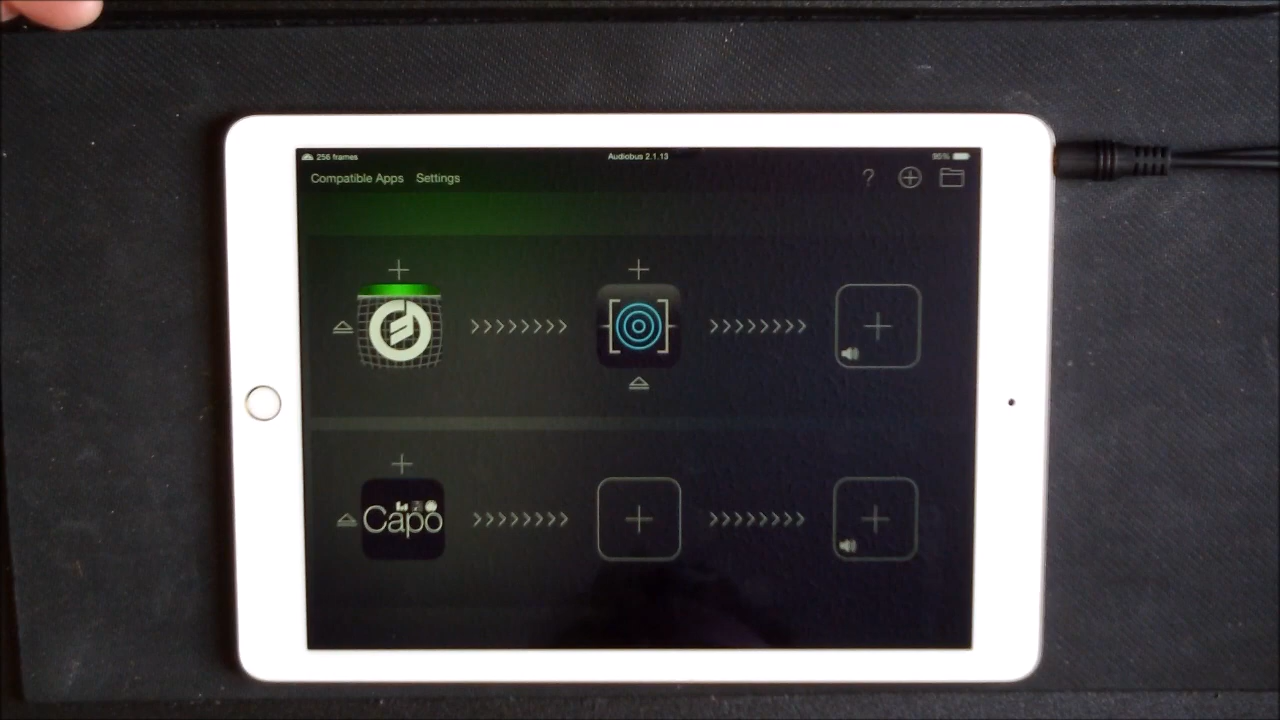 256 frames
Audiobus 2.1.13
95%
Compatible Apps Settings
?
Capo